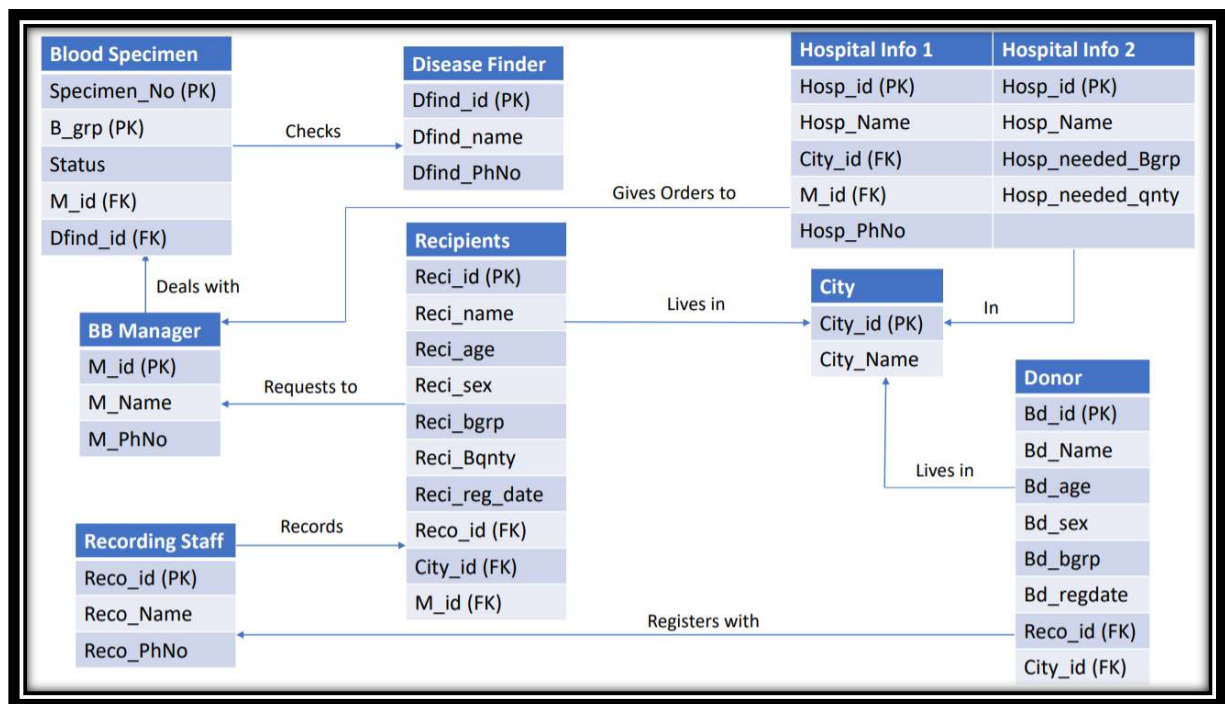 Blood Specimen
Specimen_No (PK)
B_grp (PK)
Status
M_id (FK)
Dfind_id (FK)
Checks
Disease Finder
Dfind_id (PK)
Dfind_name
Dfind_PhNo
Hospital Info 1
Hosp_id (PK)
Hosp_Name
City_id (FK)
M_id (FK)
Hosp_PhNo
Hospital Info 2
Hosp_id (PK)
Hosp_Name
Hosp_needed_Bgrp
Hosp_needed_qnty
Gives Orders to
Deals with
BB Manager
M_id (PK)
M_Name
M_PhNo
Requests to
Recipients
Reci_id (PK)
Reci_name
Reci_age
Reci_sex
Reci_bgrp
Reci_Bqnty
Reci_reg_date
Reco_id (FK)
City_id (FK)
M_id (FK)
Lives in
City
City_id (PK)
City_Name
In
Donor
Bd_id (PK)
Bd_Name
Bd_age
Bd_sex
Bd_bgrp
Bd_regdate
Reco_id (FK)
City_id (FK)
Lives in
Recording Staff
Reco_id (PK)
Reco_Name
Reco_PhNo
Records
Registers with